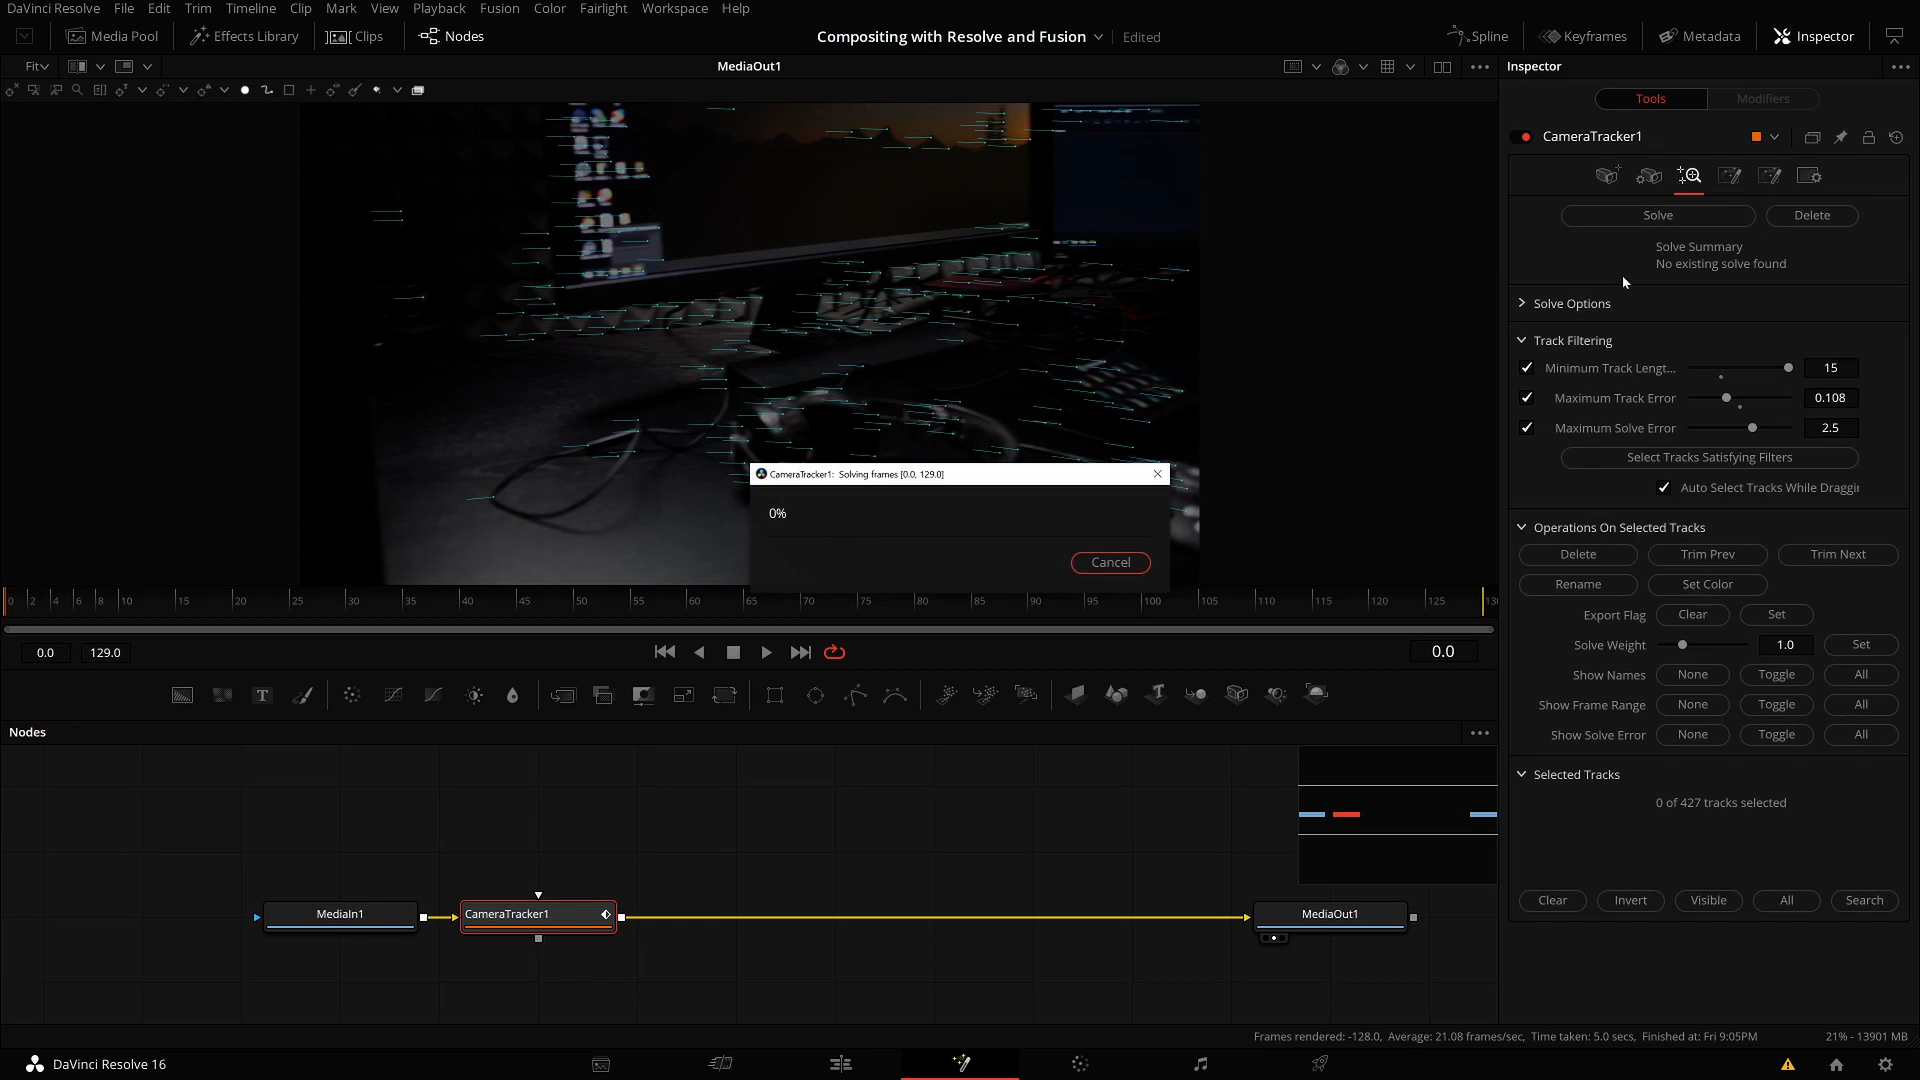 DaVinci Resolve File Edit Trim Timeline Clip Mark View Playback Fusion Color Fairlight Workspace Help
Media Pool Effects Library Clips Nodes Compositing with Resolve and Fusion Edited Spline Keyframes Metadata Inspector
Fit MediaOut1 Inspector
Tools Modifiers
CameraTracker1
Solve Delete
Solve Summary
No existing solve found
Solve Options
Track Filtering
Minimum Track Lengt... 15
Maximum Track Error 0.108
Maximum Solve Error 2.5
Select Tracks Satisfying Filters
Auto Select Tracks While Draggi
CameraTracker1: Solving frames [0.0, 129.0]
0%
Cancel
Operations On Selected Tracks
Delete Trim Prev Trim Next
Rename Set Color
Export Flag Clear Set
Solve Weight 1.0 Set
Show Names None Toggle All
Show Frame Range None Toggle All
Show Solve Error None Toggle All
Selected Tracks
0 of 427 tracks selected
Clear Invert Visible All Search
0 2 4 6 8 10 15 20 25 30 35 40 45 50 55 60 65 70 75 80 85 90 95 100 105 110 115 120 125 130
0.0 129.0 0.0
Nodes
MediaIn1 CameraTracker1 MediaOut1
Frames rendered: -128.0, Average: 21.08 frames/sec, Time taken: 5.0 secs, Finished at: Fri 9:05PM 21% - 13901 MB
DaVinci Resolve 16